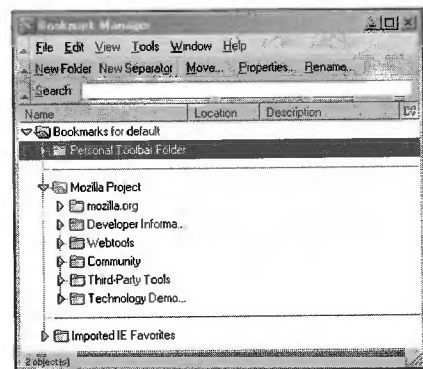 Bookmark Manager
File Edit View Tools Window Help
New Folder New Separator Move... Properties... Rename...
Search
Name Location Description
Bookmarks for default
Personal Toolbar Folder
Mozilla Project
mozilla.org
Developer Informa..
Webtools
Community
Third-Party Tools
Technology Demo...
Imported IE Favorites
2 object(s)